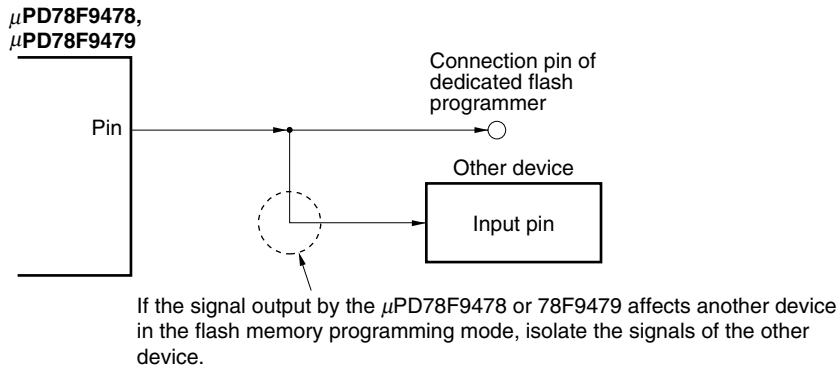 μPD78F9478,
μPD78F9479
Pin
Connection pin of
dedicated flash
programmer
Other device
Input pin
If the signal output by the μPD78F9478 or 78F9479 affects another device
in the flash memory programming mode, isolate the signals of the other
device.